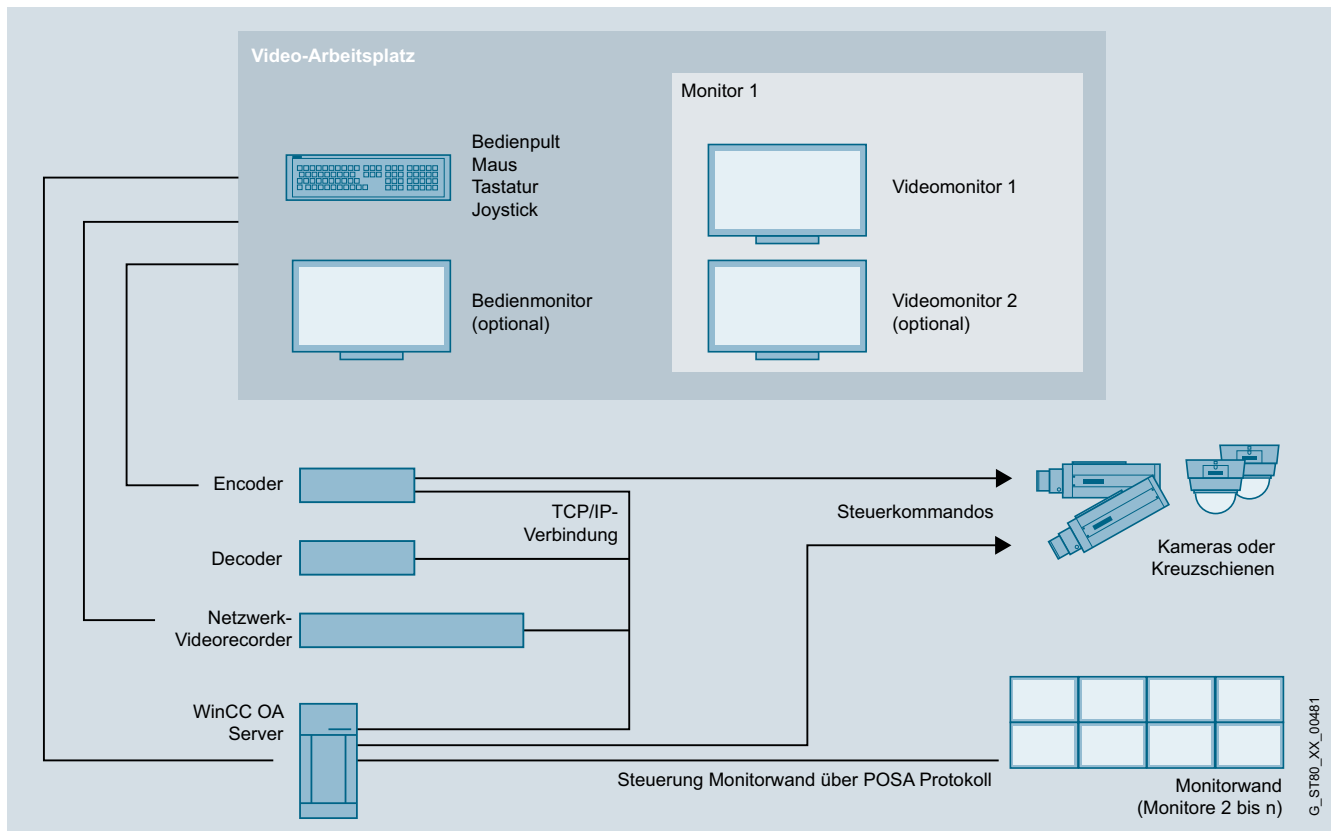 Video-Arbeitsplatz
Monitor 1
Bedienpult
Maus
Tastatur
Joystick
Videomonitor 1
Bedienmonitor
(optional)
Videomonitor 2
(optional)
Encoder
TCP/IP-
Verbindung
Steuerkommandos
Decoder
Kameras oder
Kreuzschienen
Netzwerk-
Videorecorder
WinCC OA
Server
Steuerung Monitorwand über POSA Protokoll
Monitorwand
(Monitore 2 bis n)
G_ST80_XX_00481